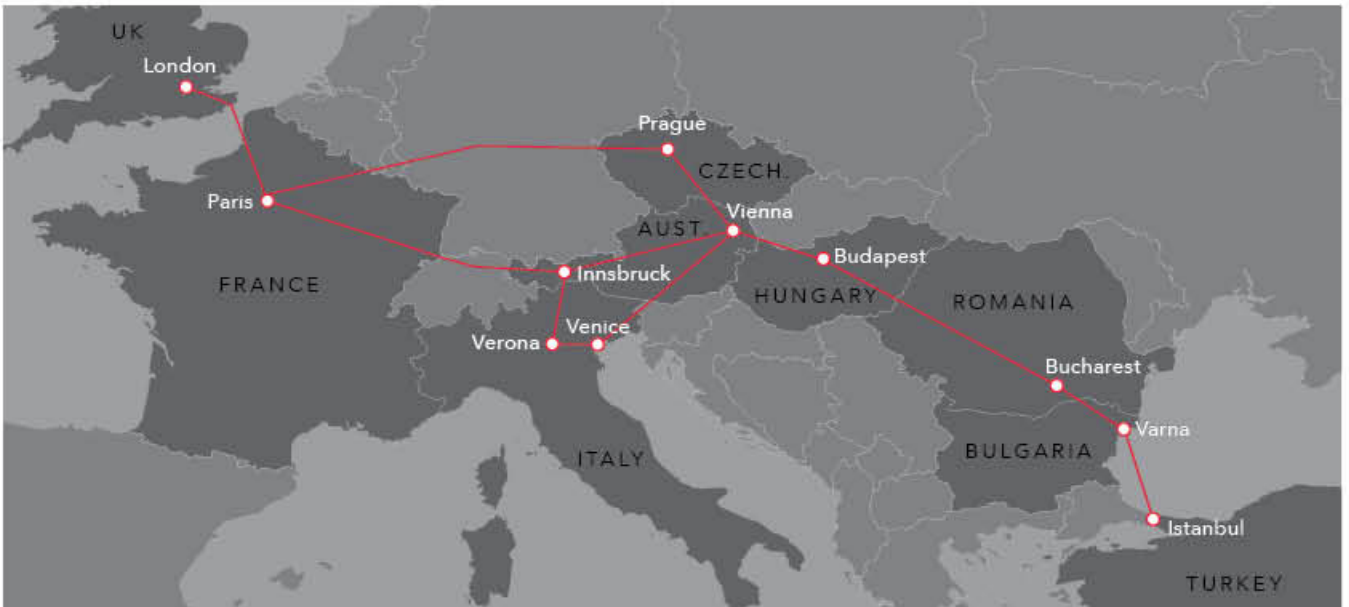 UK
London
Prague
CZECH.
Paris
Vienna
AUST.
Budapest
Innsbruck
FRANCE
HUNGARY
ROMANIA
Venice
Verona
Bucharest
Varna
BULGARIA
ITALY
Istanbul
TURKEY